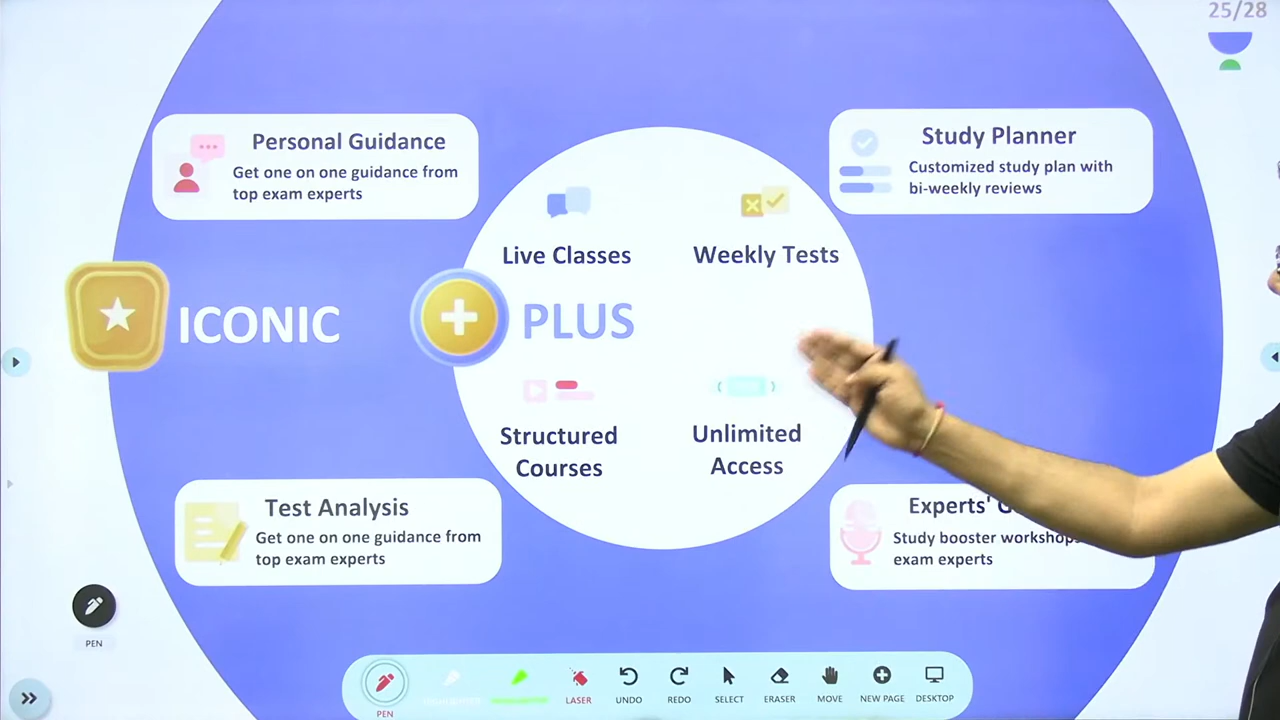 25/28
Personal Guidance
Get one on one guidance from
top exam experts
Study Planner
Customized study plan with
bi-weekly reviews
Live Classes
Weekly Tests
ICONIC
PLUS
Structured
Courses
Unlimited
Access
Test Analysis
Get one on one guidance from
top exam experts
Experts'
Study booster workshops
exam experts
PEN
PEN
LASER
UNDO
REDO
SELECT
ERASER
MOVE
NEW PAGE
DESKTOP